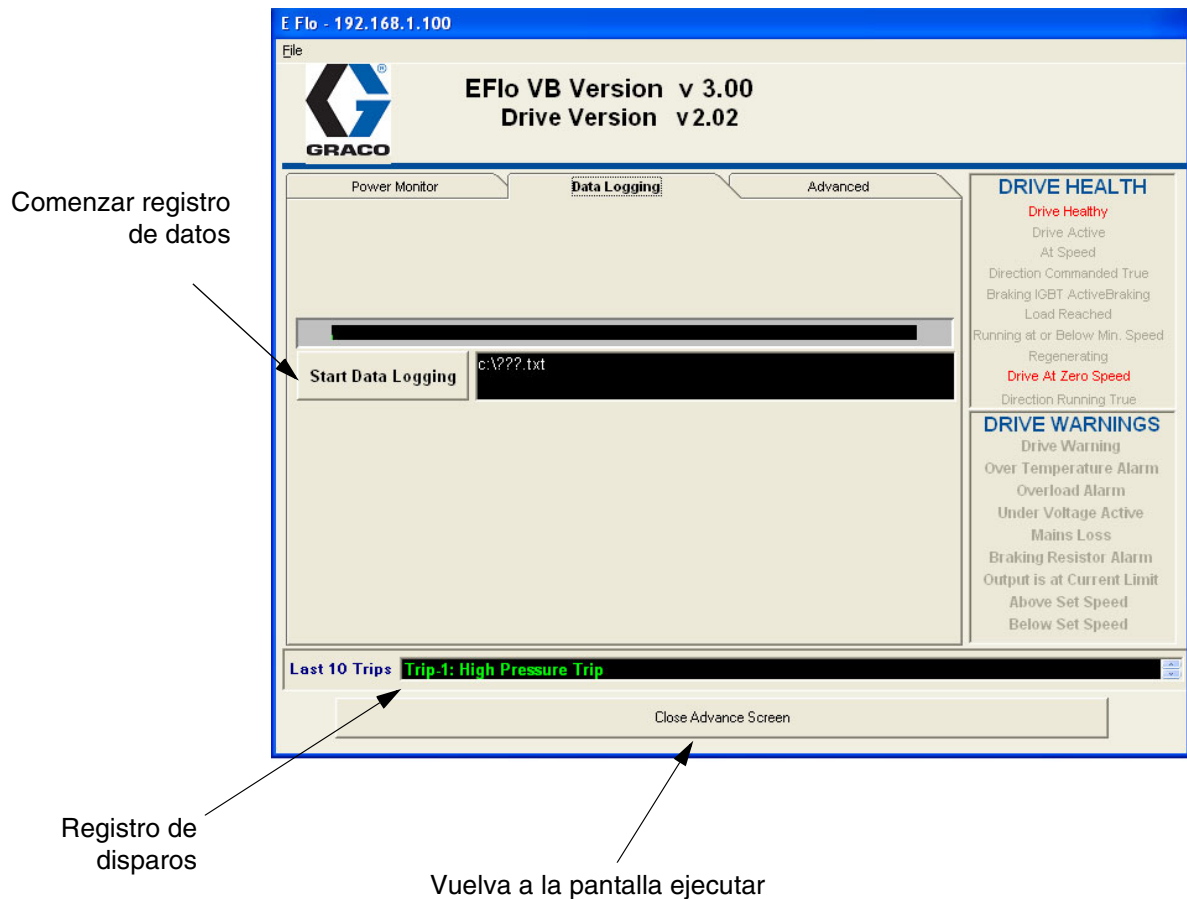 E Flo - 192.168.1.100
File
GRACO
®
EFlo VB Version v 3.00
Drive Version v 2.02
Power Monitor
Data Logging
Advanced
Comenzar registro
de datos
Start Data Logging
c:\???.txt
DRIVE HEALTH
Drive Healthy
Drive Active
At Speed
Direction Commanded True
Braking IGBT ActiveBraking
Load Reached
Running at or Below Min. Speed
Regenerating
Drive At Zero Speed
Direction Running True
DRIVE WARNINGS
Drive Warning
Over Temperature Alarm
Overload Alarm
Under Voltage Active
Mains Loss
Braking Resistor Alarm
Output is at Current Limit
Above Set Speed
Below Set Speed
Last 10 Trips
Trip-1: High Pressure Trip
Close Advance Screen
Registro de
disparos
Vuelva a la pantalla ejecutar